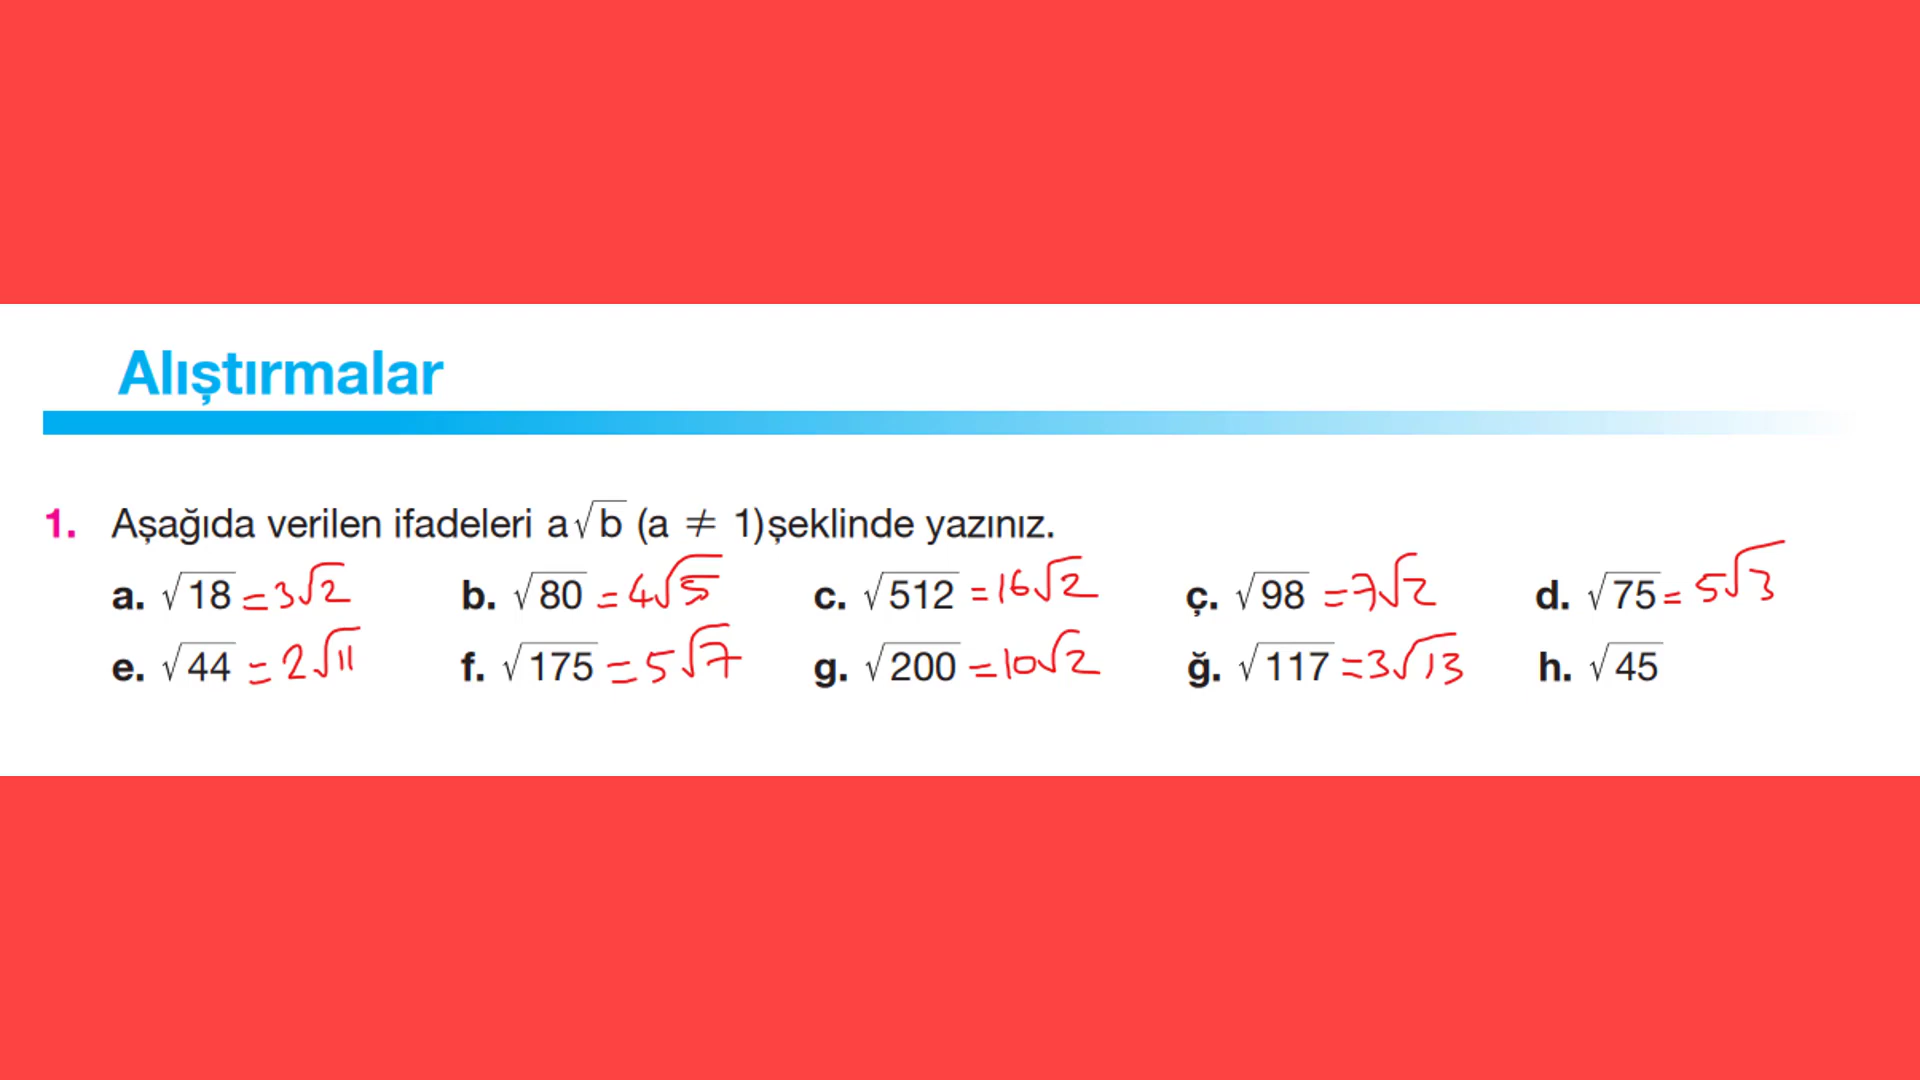 Alıştırmalar
1. Aşağıda verilen ifadeleri a√b (a ≠ 1)şeklinde yazınız.
a. √18 = 3√2 b. √80 = 4√5 c. √512 = 16√2 ç. √98 = 7√2 d. √75 = 5√3
e. √44 = 2√11 f. √175 = 5√7 g. √200 = 10√2 ğ. √117 = 3√13 h. √45